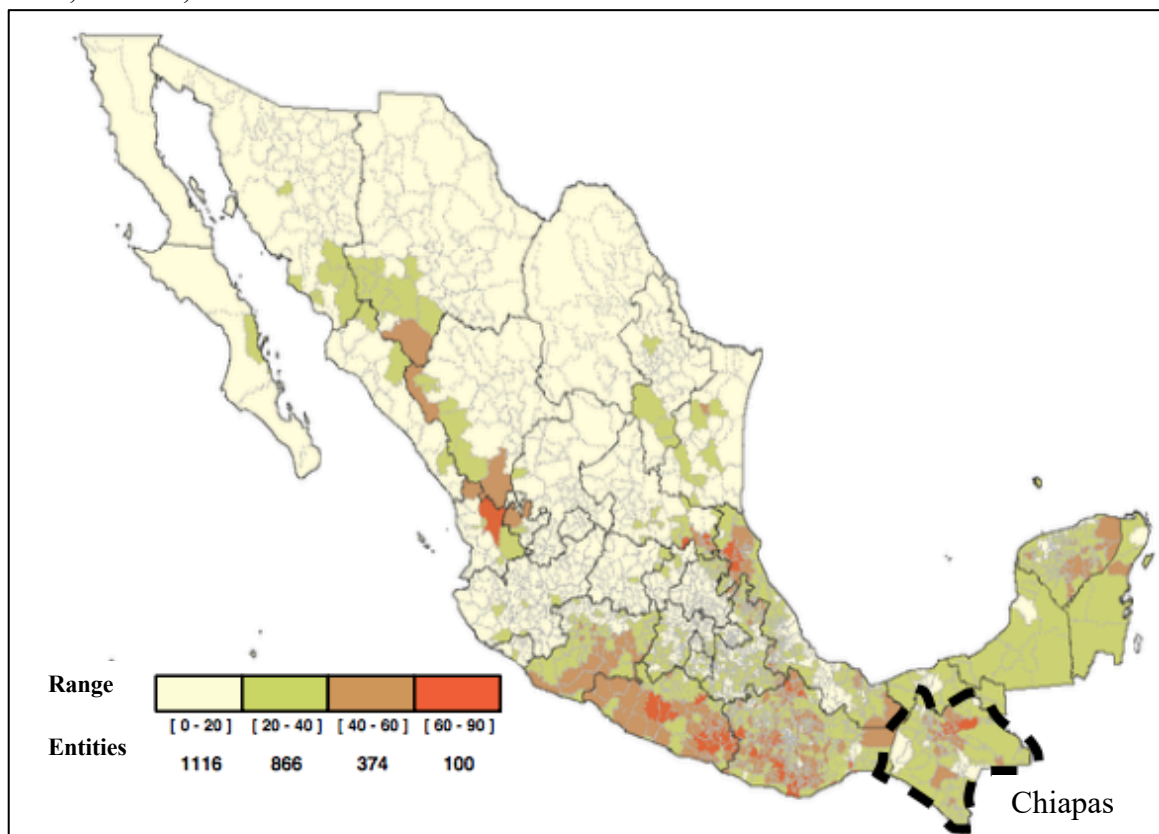 Chiapas
Range
[ 0 - 20 ] [ 20 - 40 ] [ 40 - 60 ] [ 60 - 90 ]
Entities
1116 866 374 100